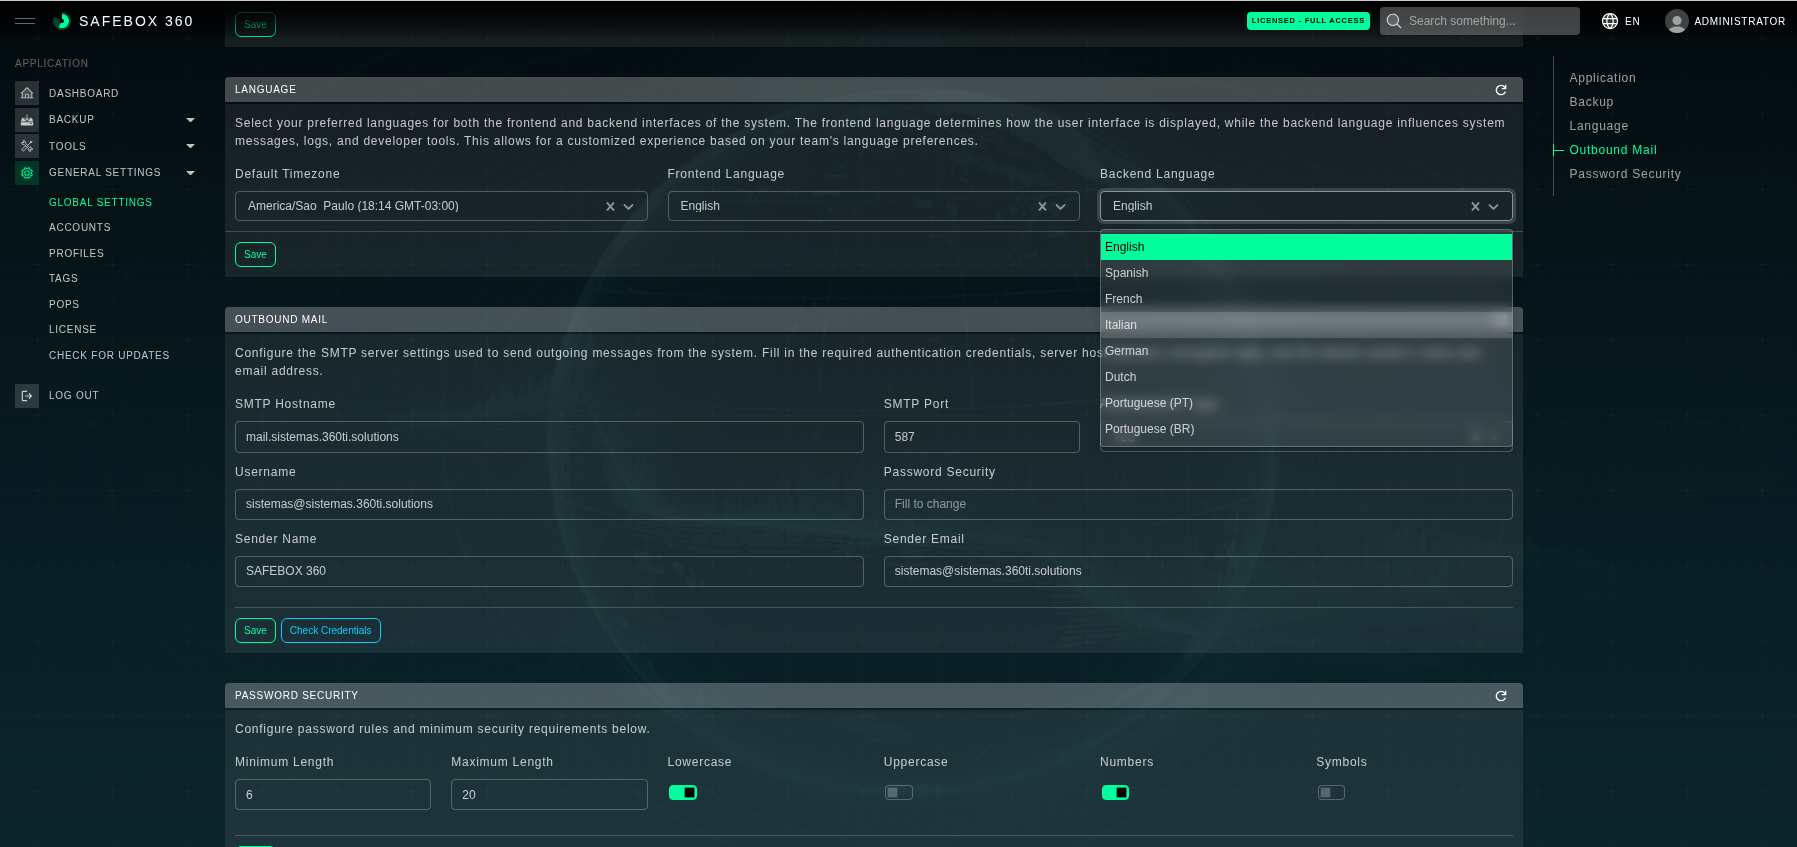 SAFEBOX 360
Save
LICENSED - FULL ACCESS
Search something...
EN
ADMINISTRATOR
APPLICATION
DASHBOARD
BACKUP
TOOLS
GENERAL SETTINGS
GLOBAL SETTINGS
ACCOUNTS
PROFILES
TAGS
POPS
LICENSE
CHECK FOR UPDATES
LOG OUT
LANGUAGE
Select your preferred languages for both the frontend and backend interfaces of the system. The frontend language determines how the user interface is displayed, while the backend language influences system
messages, logs, and developer tools. This allows for a customized experience based on your team's language preferences.
Default Timezone
Frontend Language
Backend Language
America/Sao Paulo (18:14 GMT-03:00)
English
English
Save
English
Spanish
French
Italian
German
Dutch
Portuguese (PT)
Portuguese (BR)
OUTBOUND MAIL
Configure the SMTP server settings used to send outgoing messages from the system. Fill in the required authentication credentials, server
email address.
SMTP Hostname
SMTP Port
mail.sistemas.360ti.solutions
587
Username
Password Security
sistemas@sistemas.360ti.solutions
Fill to change
Sender Name
Sender Email
SAFEBOX 360
sistemas@sistemas.360ti.solutions
Save
Check Credentials
PASSWORD SECURITY
Configure password rules and minimum security requirements below.
Minimum Length
Maximum Length
Lowercase
Uppercase
Numbers
Symbols
6
20
Application
Backup
Language
Outbound Mail
Password Security